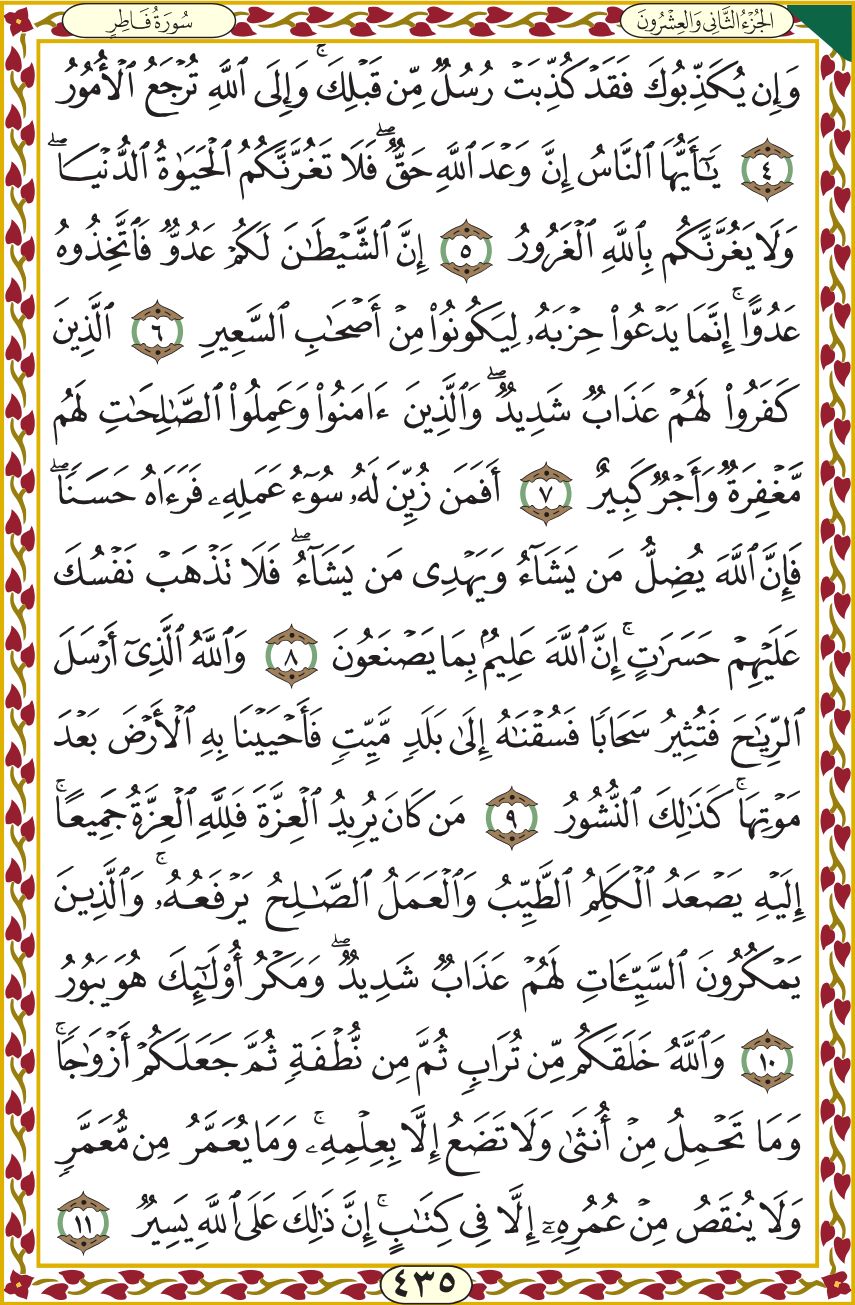 الجُزْءُ الثَّانِي وَالعِشْرُونَ
سُورَةُ فَاطِرٍ
وَإِن يُكَذِّبُوكَ فَقَدْ كُذِّبَتْ رُسُلٌ مِّن قَبْلِكَۚ وَإِلَى ٱللَّهِ تُرْجَعُ ٱلْأُمُورُ
٤ يَٰٓأَيُّهَا ٱلنَّاسُ إِنَّ وَعْدَ ٱللَّهِ حَقٌّۖ فَلَا تَغُرَّنَّكُمُ ٱلْحَيَوٰةُ ٱلدُّنْيَاۖ
وَلَا يَغُرَّنَّكُم بِٱللَّهِ ٱلْغَرُورُ ٥ إِنَّ ٱلشَّيْطَٰنَ لَكُمْ عَدُوٌّ فَٱتَّخِذُوهُ
عَدُوًّاۚ إِنَّمَا يَدْعُوا۟ حِزْبَهُۥ لِيَكُونُوا۟ مِنْ أَصْحَٰبِ ٱلسَّعِيرِ ٦ ٱلَّذِينَ
كَفَرُوا۟ لَهُمْ عَذَابٌ شَدِيدٌۖ وَٱلَّذِينَ ءَامَنُوا۟ وَعَمِلُوا۟ ٱلصَّٰلِحَٰتِ لَهُم
مَّغْفِرَةٌ وَأَجْرٌ كَبِيرٌ ٧ أَفَمَن زُيِّنَ لَهُۥ سُوٓءُ عَمَلِهِۦ فَرَءَاهُ حَسَنًاۖ
فَإِنَّ ٱللَّهَ يُضِلُّ مَن يَشَآءُ وَيَهْدِى مَن يَشَآءُۖ فَلَا تَذْهَبْ نَفْسُكَ
عَلَيْهِمْ حَسَرَٰتٍۚ إِنَّ ٱللَّهَ عَلِيمٌۢ بِمَا يَصْنَعُونَ ٨ وَٱللَّهُ ٱلَّذِىٓ أَرْسَلَ
ٱلرِّيَٰحَ فَتُثِيرُ سَحَابًا فَسُقْنَٰهُ إِلَىٰ بَلَدٍ مَّيِّتٍ فَأَحْيَيْنَا بِهِ ٱلْأَرْضَ بَعْدَ
مَوْتِهَاۚ كَذَٰلِكَ ٱلنُّشُورُ ٩ مَن كَانَ يُرِيدُ ٱلْعِزَّةَ فَلِلَّهِ ٱلْعِزَّةُ جَمِيعًاۚ
إِلَيْهِ يَصْعَدُ ٱلْكَلِمُ ٱلطَّيِّبُ وَٱلْعَمَلُ ٱلصَّٰلِحُ يَرْفَعُهُۥۚ وَٱلَّذِينَ
يَمْكُرُونَ ٱلسَّيِّـَٔاتِ لَهُمْ عَذَابٌ شَدِيدٌۖ وَمَكْرُ أُو۟لَٰٓئِكَ هُوَ يَبُورُ
١٠ وَٱللَّهُ خَلَقَكُم مِّن تُرَابٍ ثُمَّ مِن نُّطْفَةٍ ثُمَّ جَعَلَكُمْ أَزْوَٰجًاۚ
وَمَا تَحْمِلُ مِنْ أُنثَىٰ وَلَا تَضَعُ إِلَّا بِعِلْمِهِۦۚ وَمَا يُعَمَّرُ مِن مُّعَمَّرٍ
وَلَا يُنقَصُ مِنْ عُمُرِهِۦٓ إِلَّا فِى كِتَٰبٍۚ إِنَّ ذَٰلِكَ عَلَى ٱللَّهِ يَسِيرٌ ١١
٤٣٥